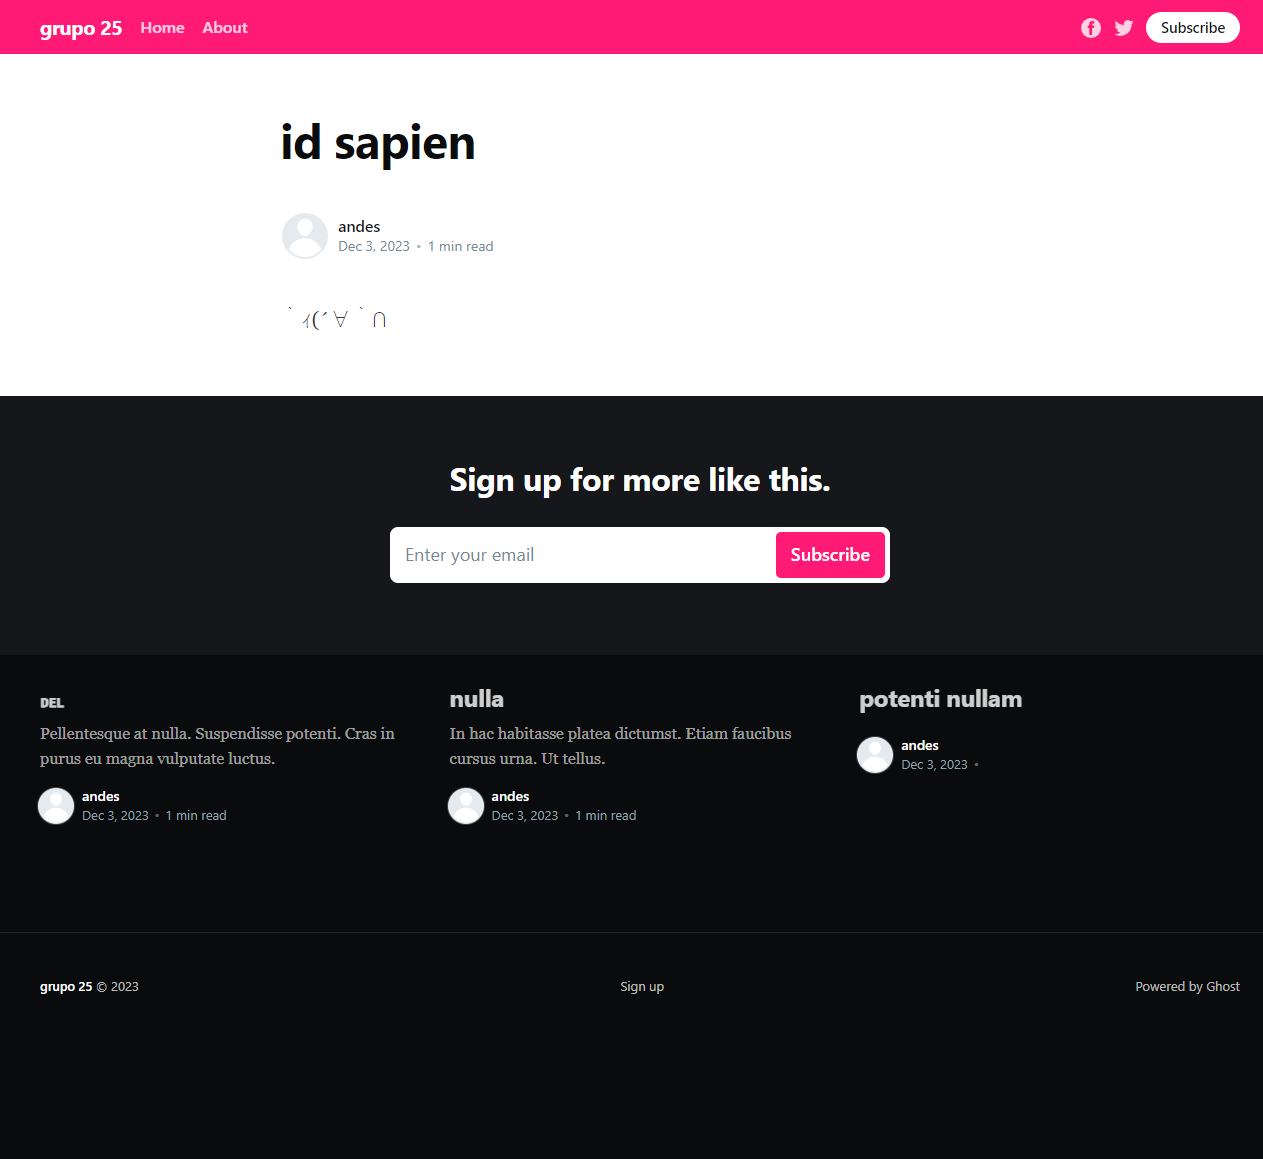 grupo 25 Home About Subscribe
id sapien
andes
Dec 3, 2023 • 1 min read
｀ｨ(´∀｀∩
Sign up for more like this.
Enter your email Subscribe
DEL
Pellentesque at nulla. Suspendisse potenti. Cras in
purus eu magna vulputate luctus.
andes
Dec 3, 2023 • 1 min read
nulla
In hac habitasse platea dictumst. Etiam faucibus
cursus urna. Ut tellus.
andes
Dec 3, 2023 • 1 min read
potenti nullam
andes
Dec 3, 2023 •
grupo 25 © 2023 Sign up Powered by Ghost